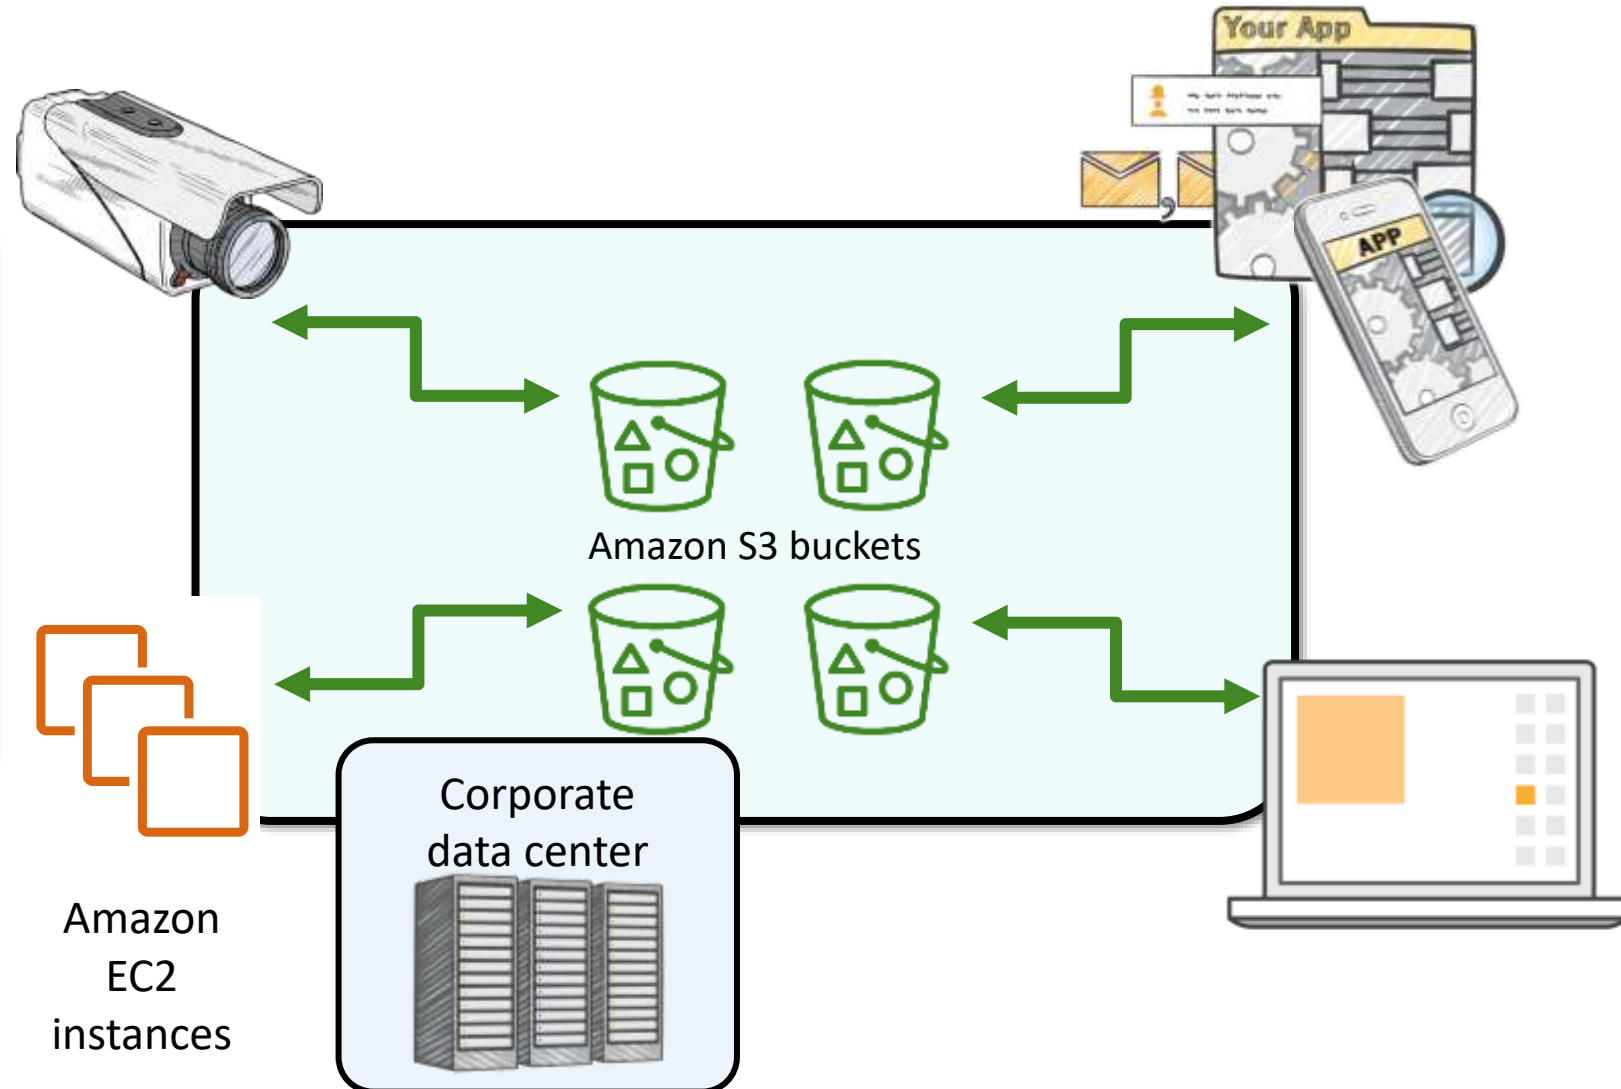 Your App
APP
Amazon S3 buckets
Corporate
data center
Amazon
EC2
instances